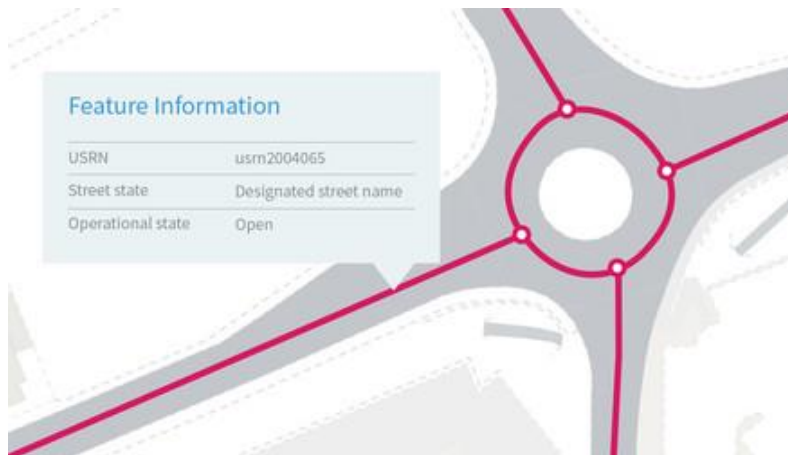 Feature Information
USRN usrn2004065
Street state Designated street name
Operational state Open